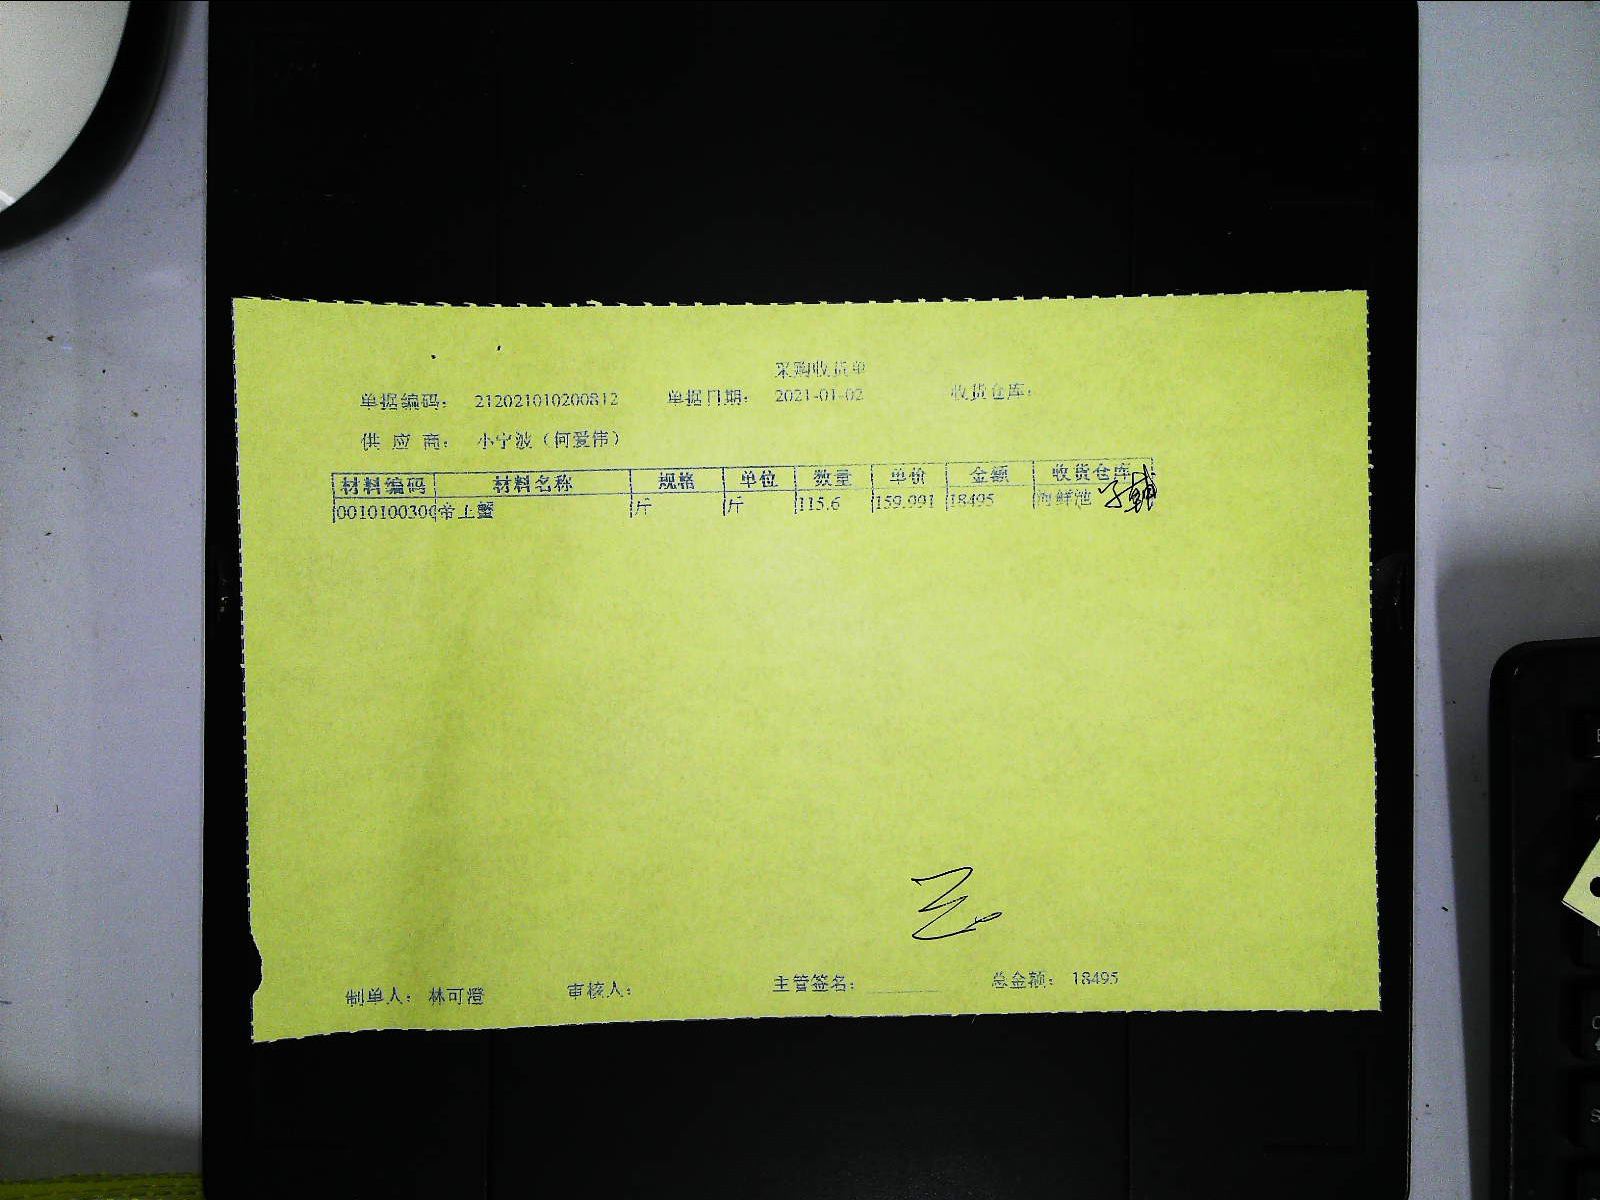 采购收货单
单据编码： 212021010200812 单据日期： 2021-01-02 收货仓库：
供 应 商： 小宁波（何爱伟）
材料编码 材料名称 规格 单位 数量 单价 金额 收货仓库
0010100300 帝王蟹 斤 斤 115.6 159.991 18495 海鲜池
制单人： 林可澄 审核人： 主管签名： 总金额： 18495